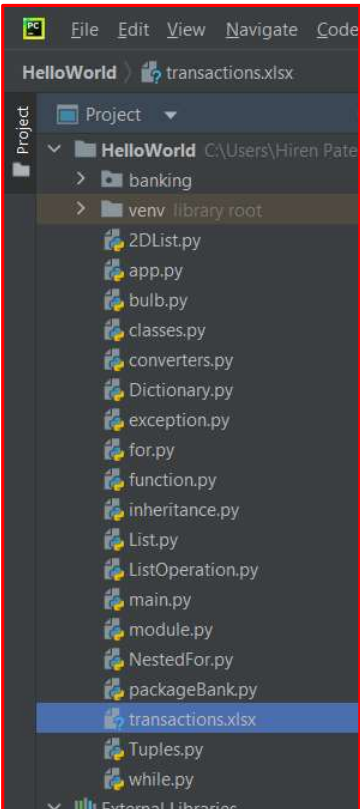 PC File Edit View Navigate Code
HelloWorld transactions.xlsx
Project
Project
HelloWorld C:\Users\Hiren Pate
banking
venv library root
2DList.py
app.py
bulb.py
classes.py
converters.py
Dictionary.py
exception.py
for.py
function.py
inheritance.py
List.py
ListOperation.py
main.py
module.py
NestedFor.py
packageBank.py
transactions.xlsx
Tuples.py
while.py
External Libraries